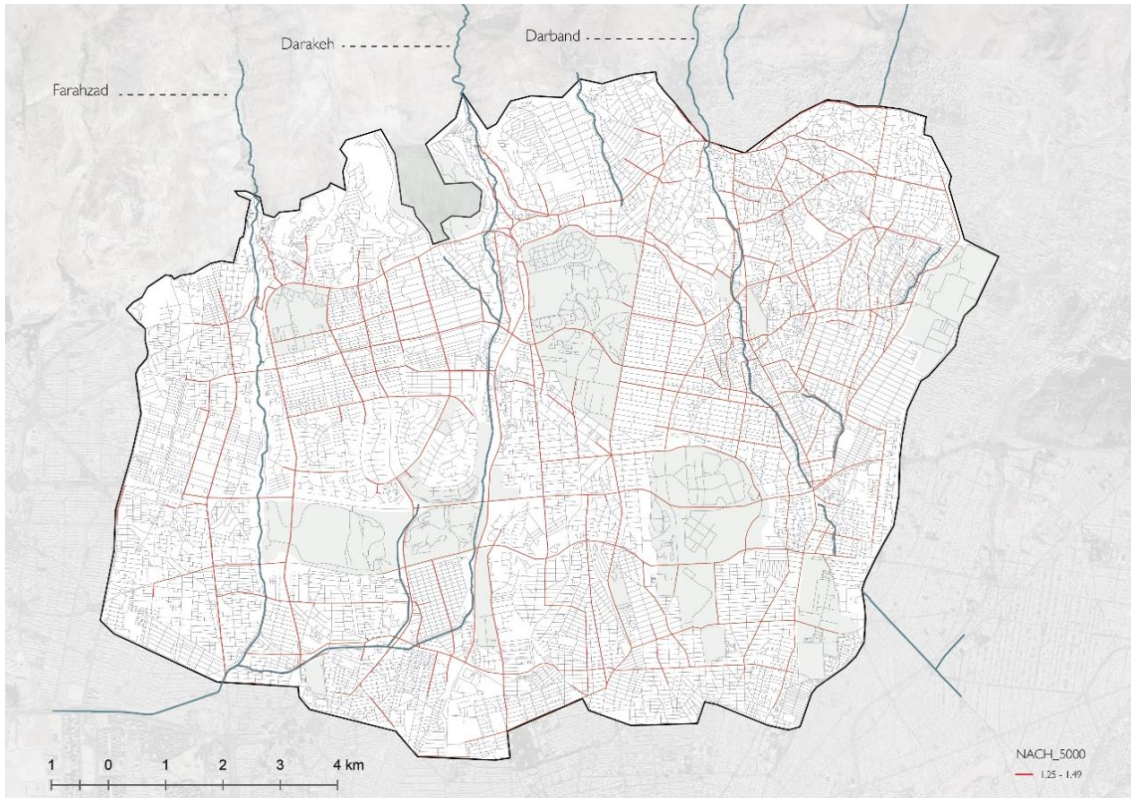 Darband
Darakeh
Farahzad
NACH_5000
1.25 - 1.49
1 0 1 2 3 4 km